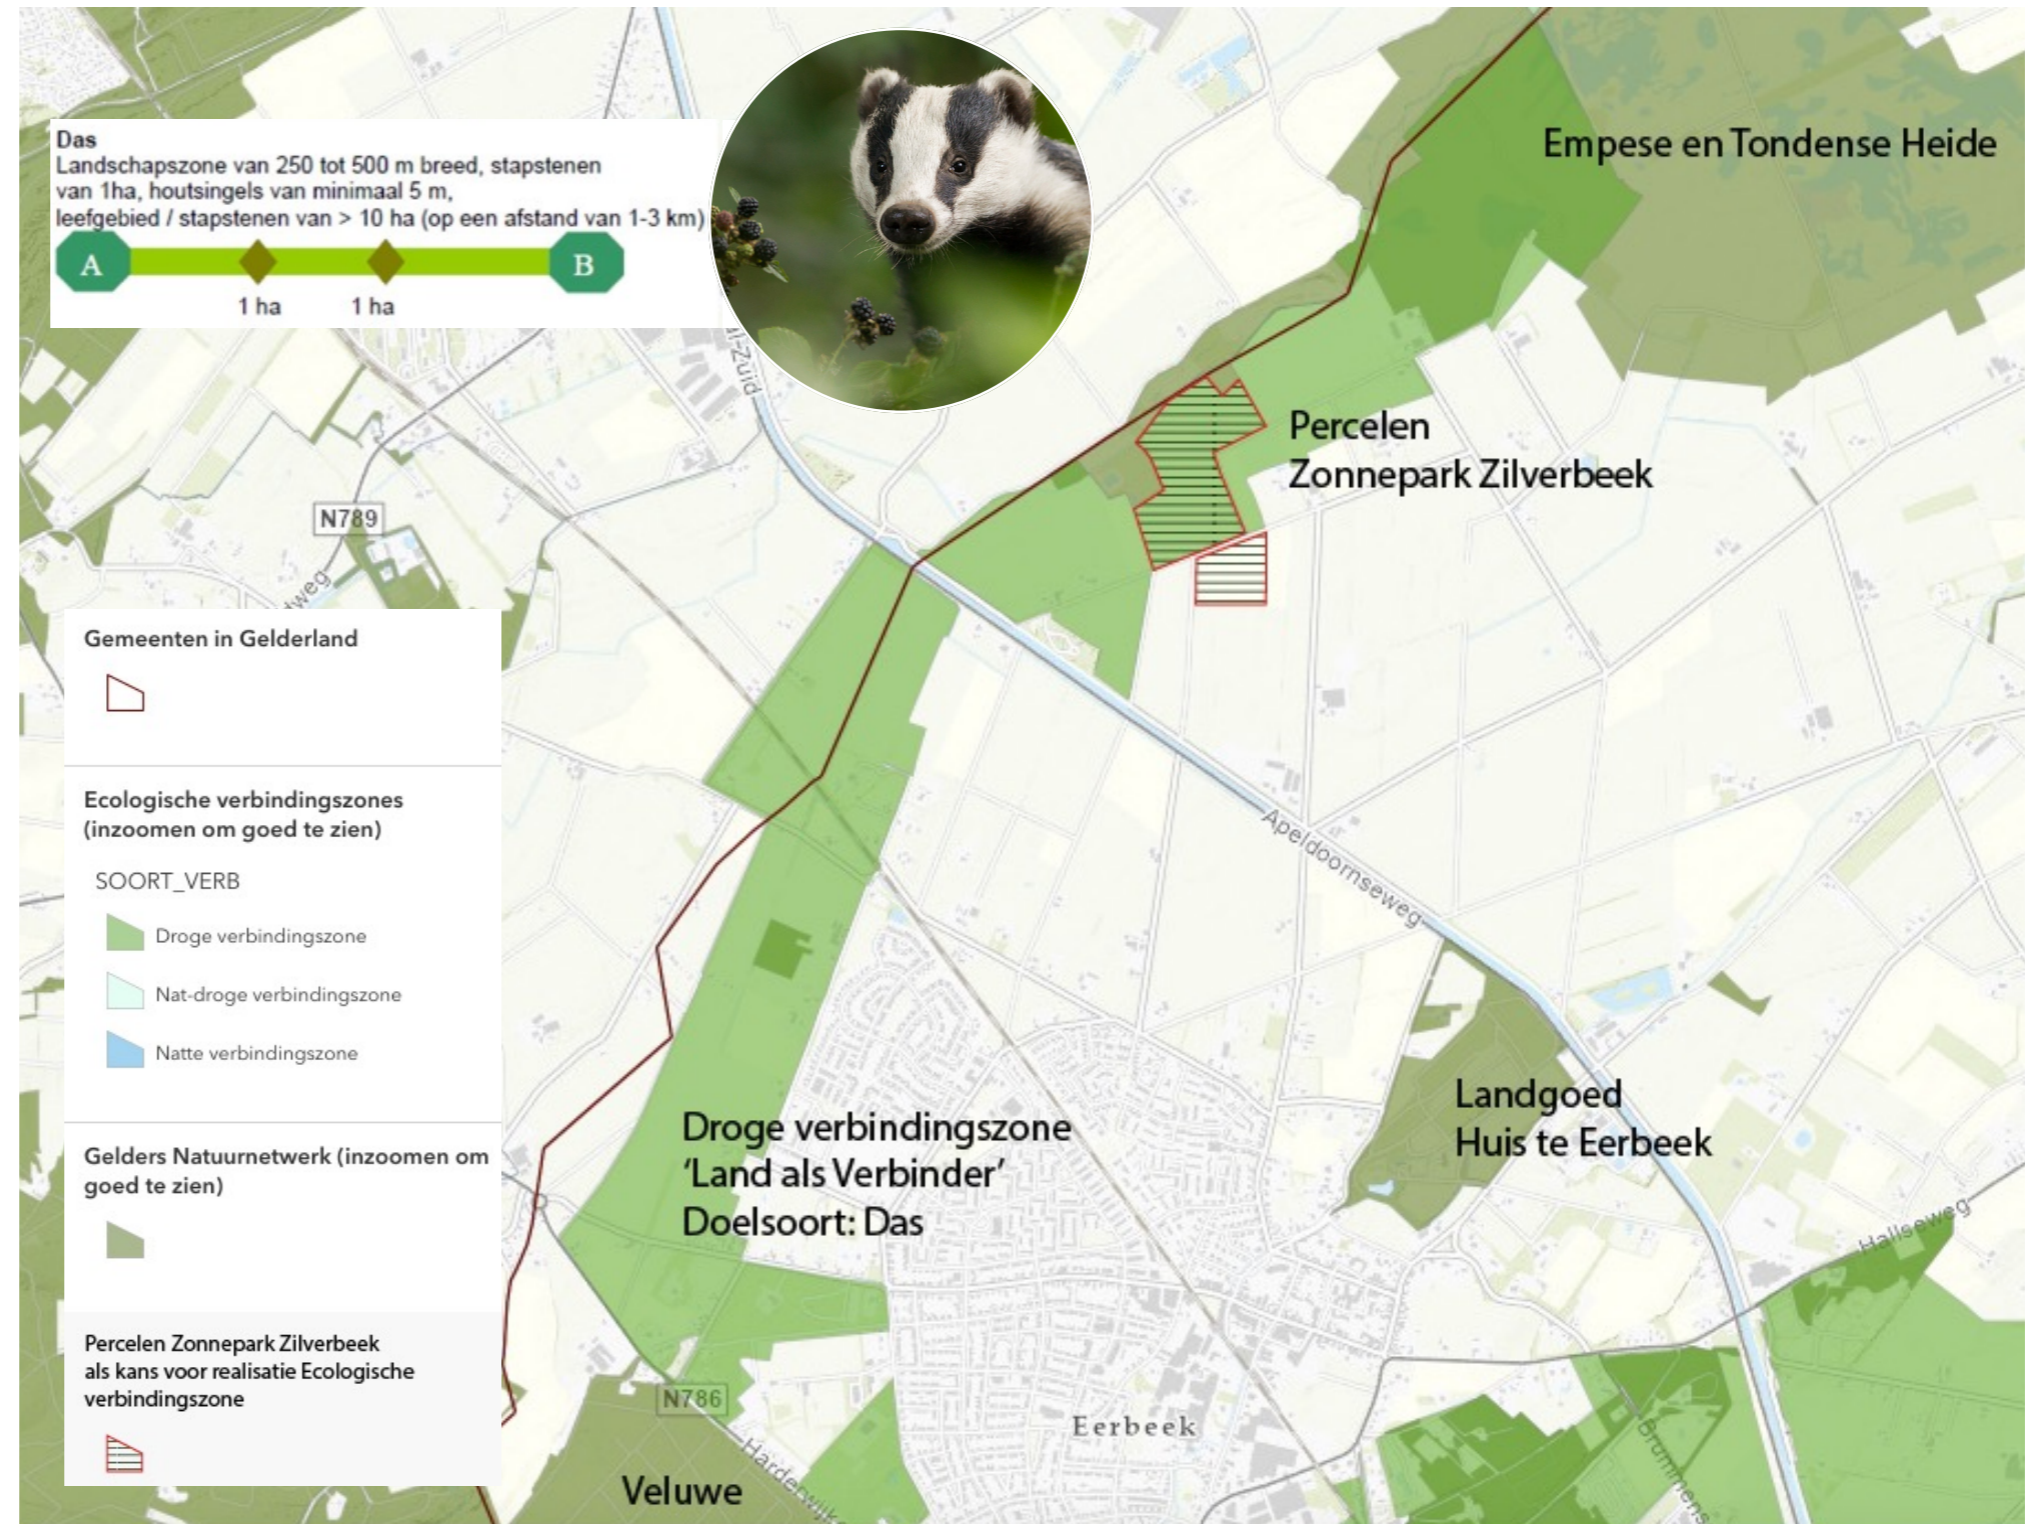 Das
Landschapszone van 250 tot 500 m breed, stapstenen
van 1ha, houtsingels van minimaal 5 m,
leefgebied / stapstenen van > 10 ha (op een afstand van 1-3 km)
A
B
1 ha
1 ha
Empese en Tondense Heide
Percelen
Zonnepark Zilverbeek
N789
Gemeenten in Gelderland
Ecologische verbindingszones
(inzoomen om goed te zien)
SOORT_VERB
Droge verbindingszone
Nat-droge verbindingszone
Natte verbindingszone
Gelders Natuurnetwerk (inzoomen om
goed te zien)
Percelen Zonnepark Zilverbeek
als kans voor realisatie Ecologische
verbindingszone
Apeldoornseweg
Landgoed
Huis te Eerbeek
Droge verbindingszone
‘Land als Verbinder’
Doelsoort: Das
Hallseweg
N786
Eerbeek
Veluwe